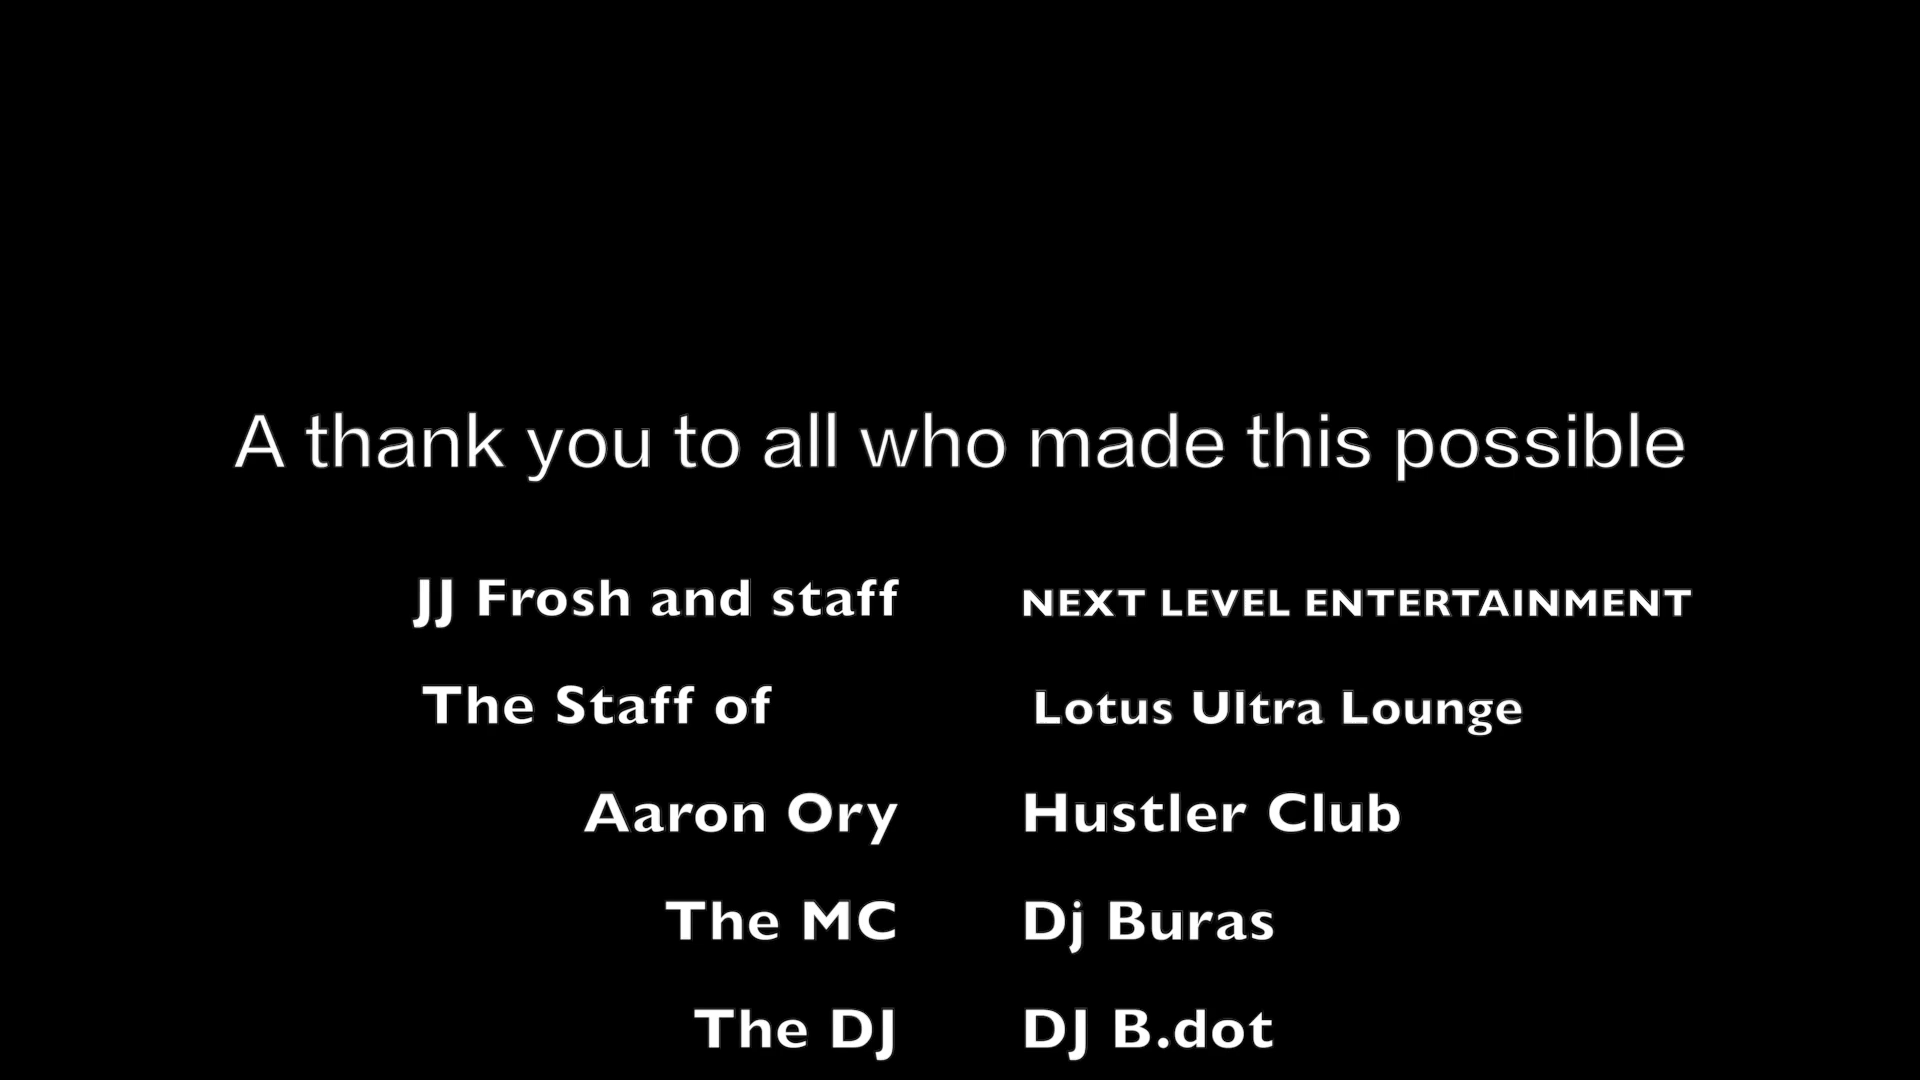 A thank you to all who made this possible
JJ Frosh and staff NEXT LEVEL ENTERTAINMENT
The Staff of Lotus Ultra Lounge
Aaron Ory Hustler Club
The MC Dj Buras
The DJ DJ B.dot